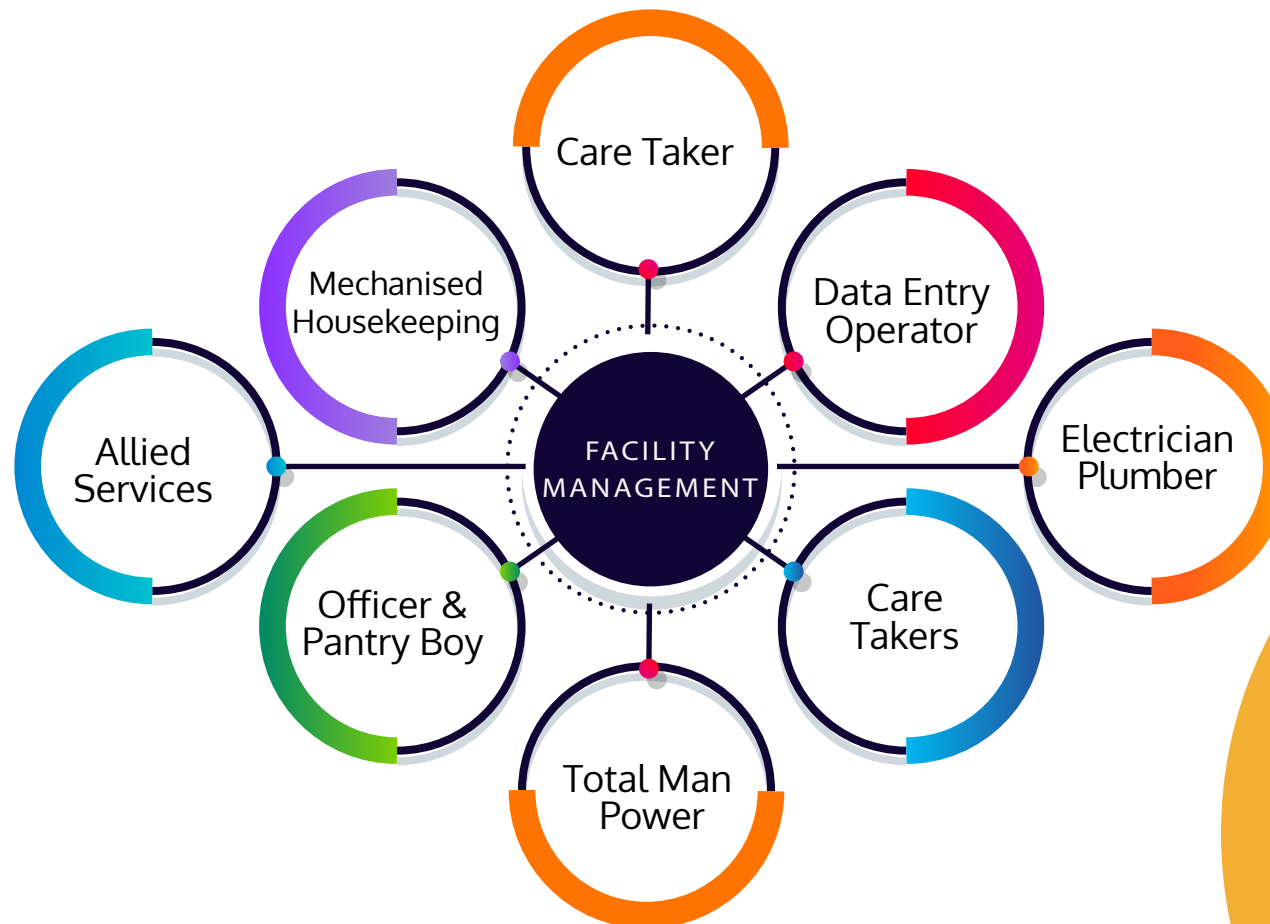 Care Taker
Mechanised
Housekeeping
Data Entry
Operator
Allied
Services
FACILITY
MANAGEMENT
Electrician
Plumber
Officer &
Pantry Boy
Care
Takers
Total Man
Power